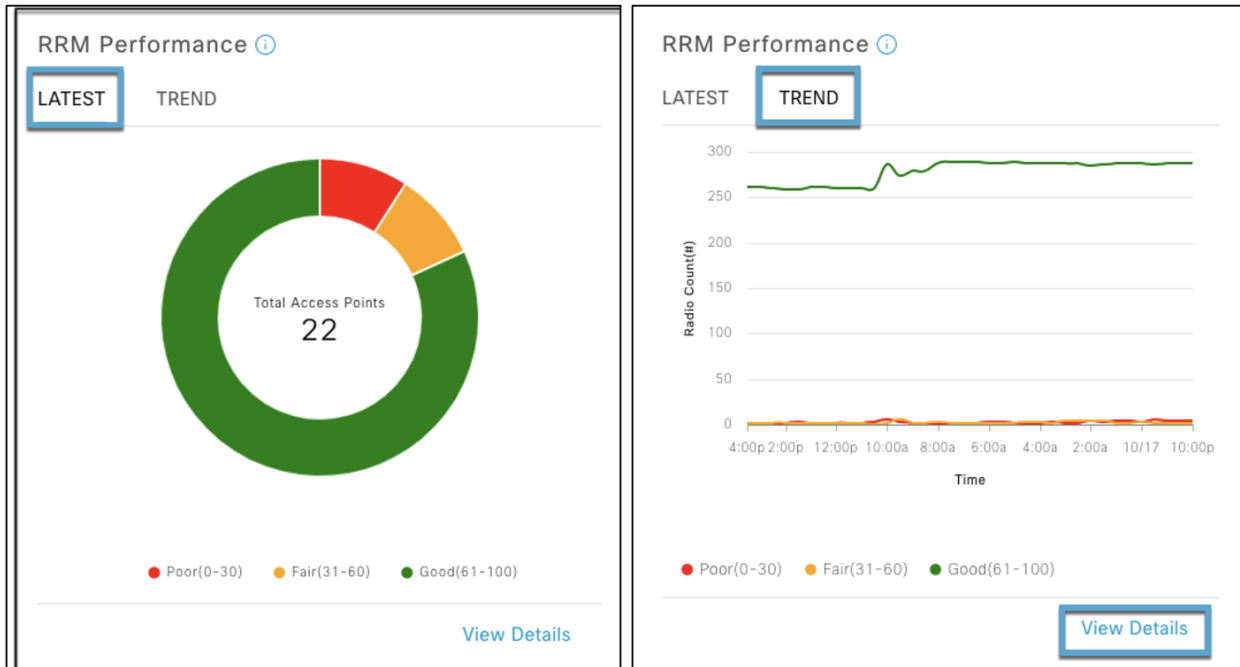 RRM Performance
LATEST TREND
Total Access Points
22
Poor(0-30) Fair(31-60) Good(61-100)
View Details
RRM Performance
LATEST TREND
300
250
200
150
100
50
0
Radio Count(#)
4:00p 2:00p 12:00p 10:00a 8:00a 6:00a 4:00a 2:00a 10/17 10:00p
Time
Poor(0-30) Fair(31-60) Good(61-100)
View Details